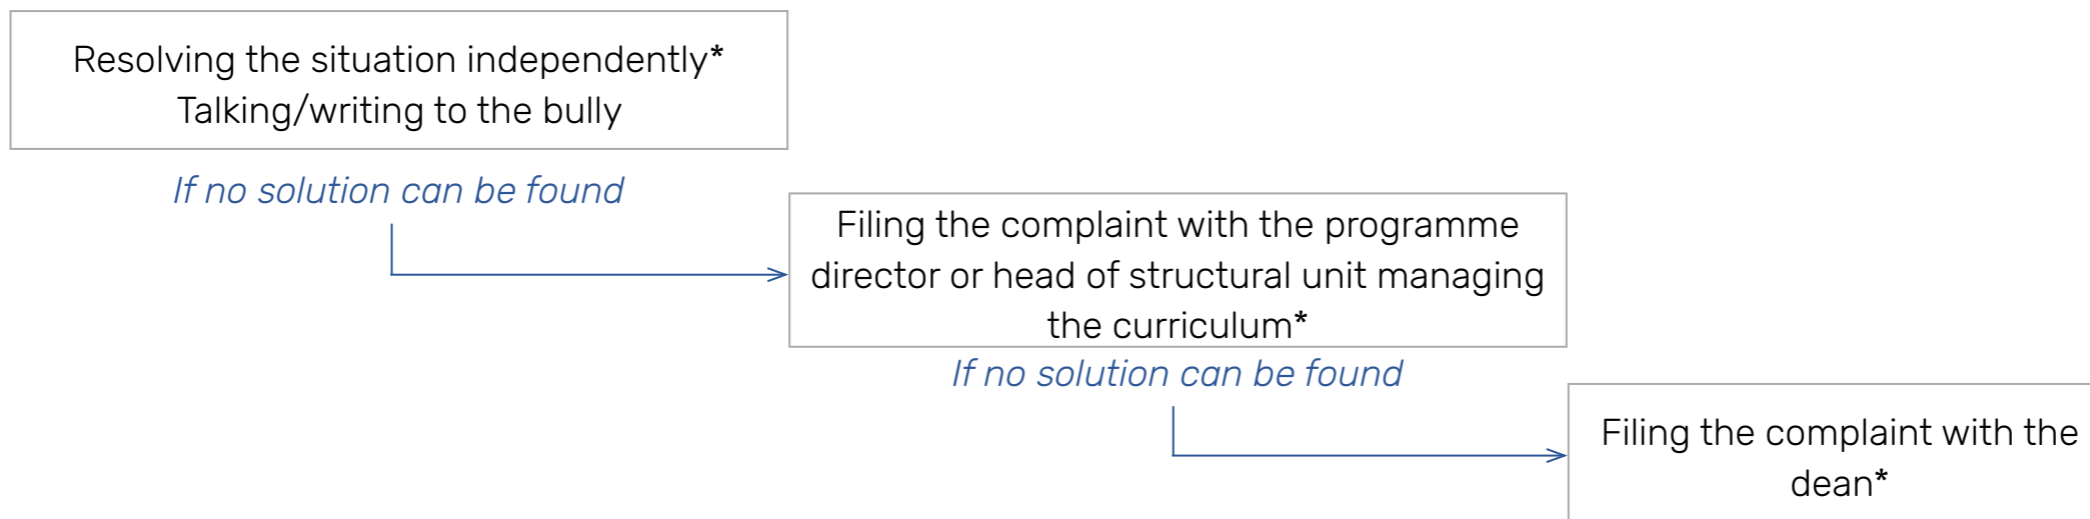 Resolving the situation independently*
Talking/writing to the bully
If no solution can be found
Filing the complaint with the programme
director or head of structural unit managing
the curriculum*
If no solution can be found
Filing the complaint with the
dean*